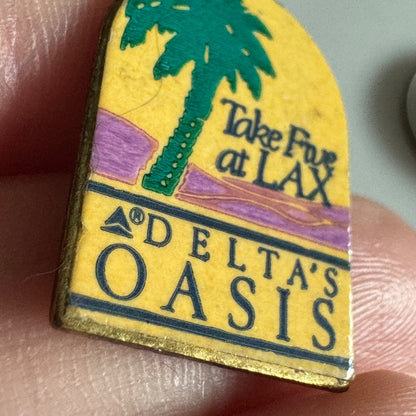 Take Five
at LAX
® DELTA'S
OASIS